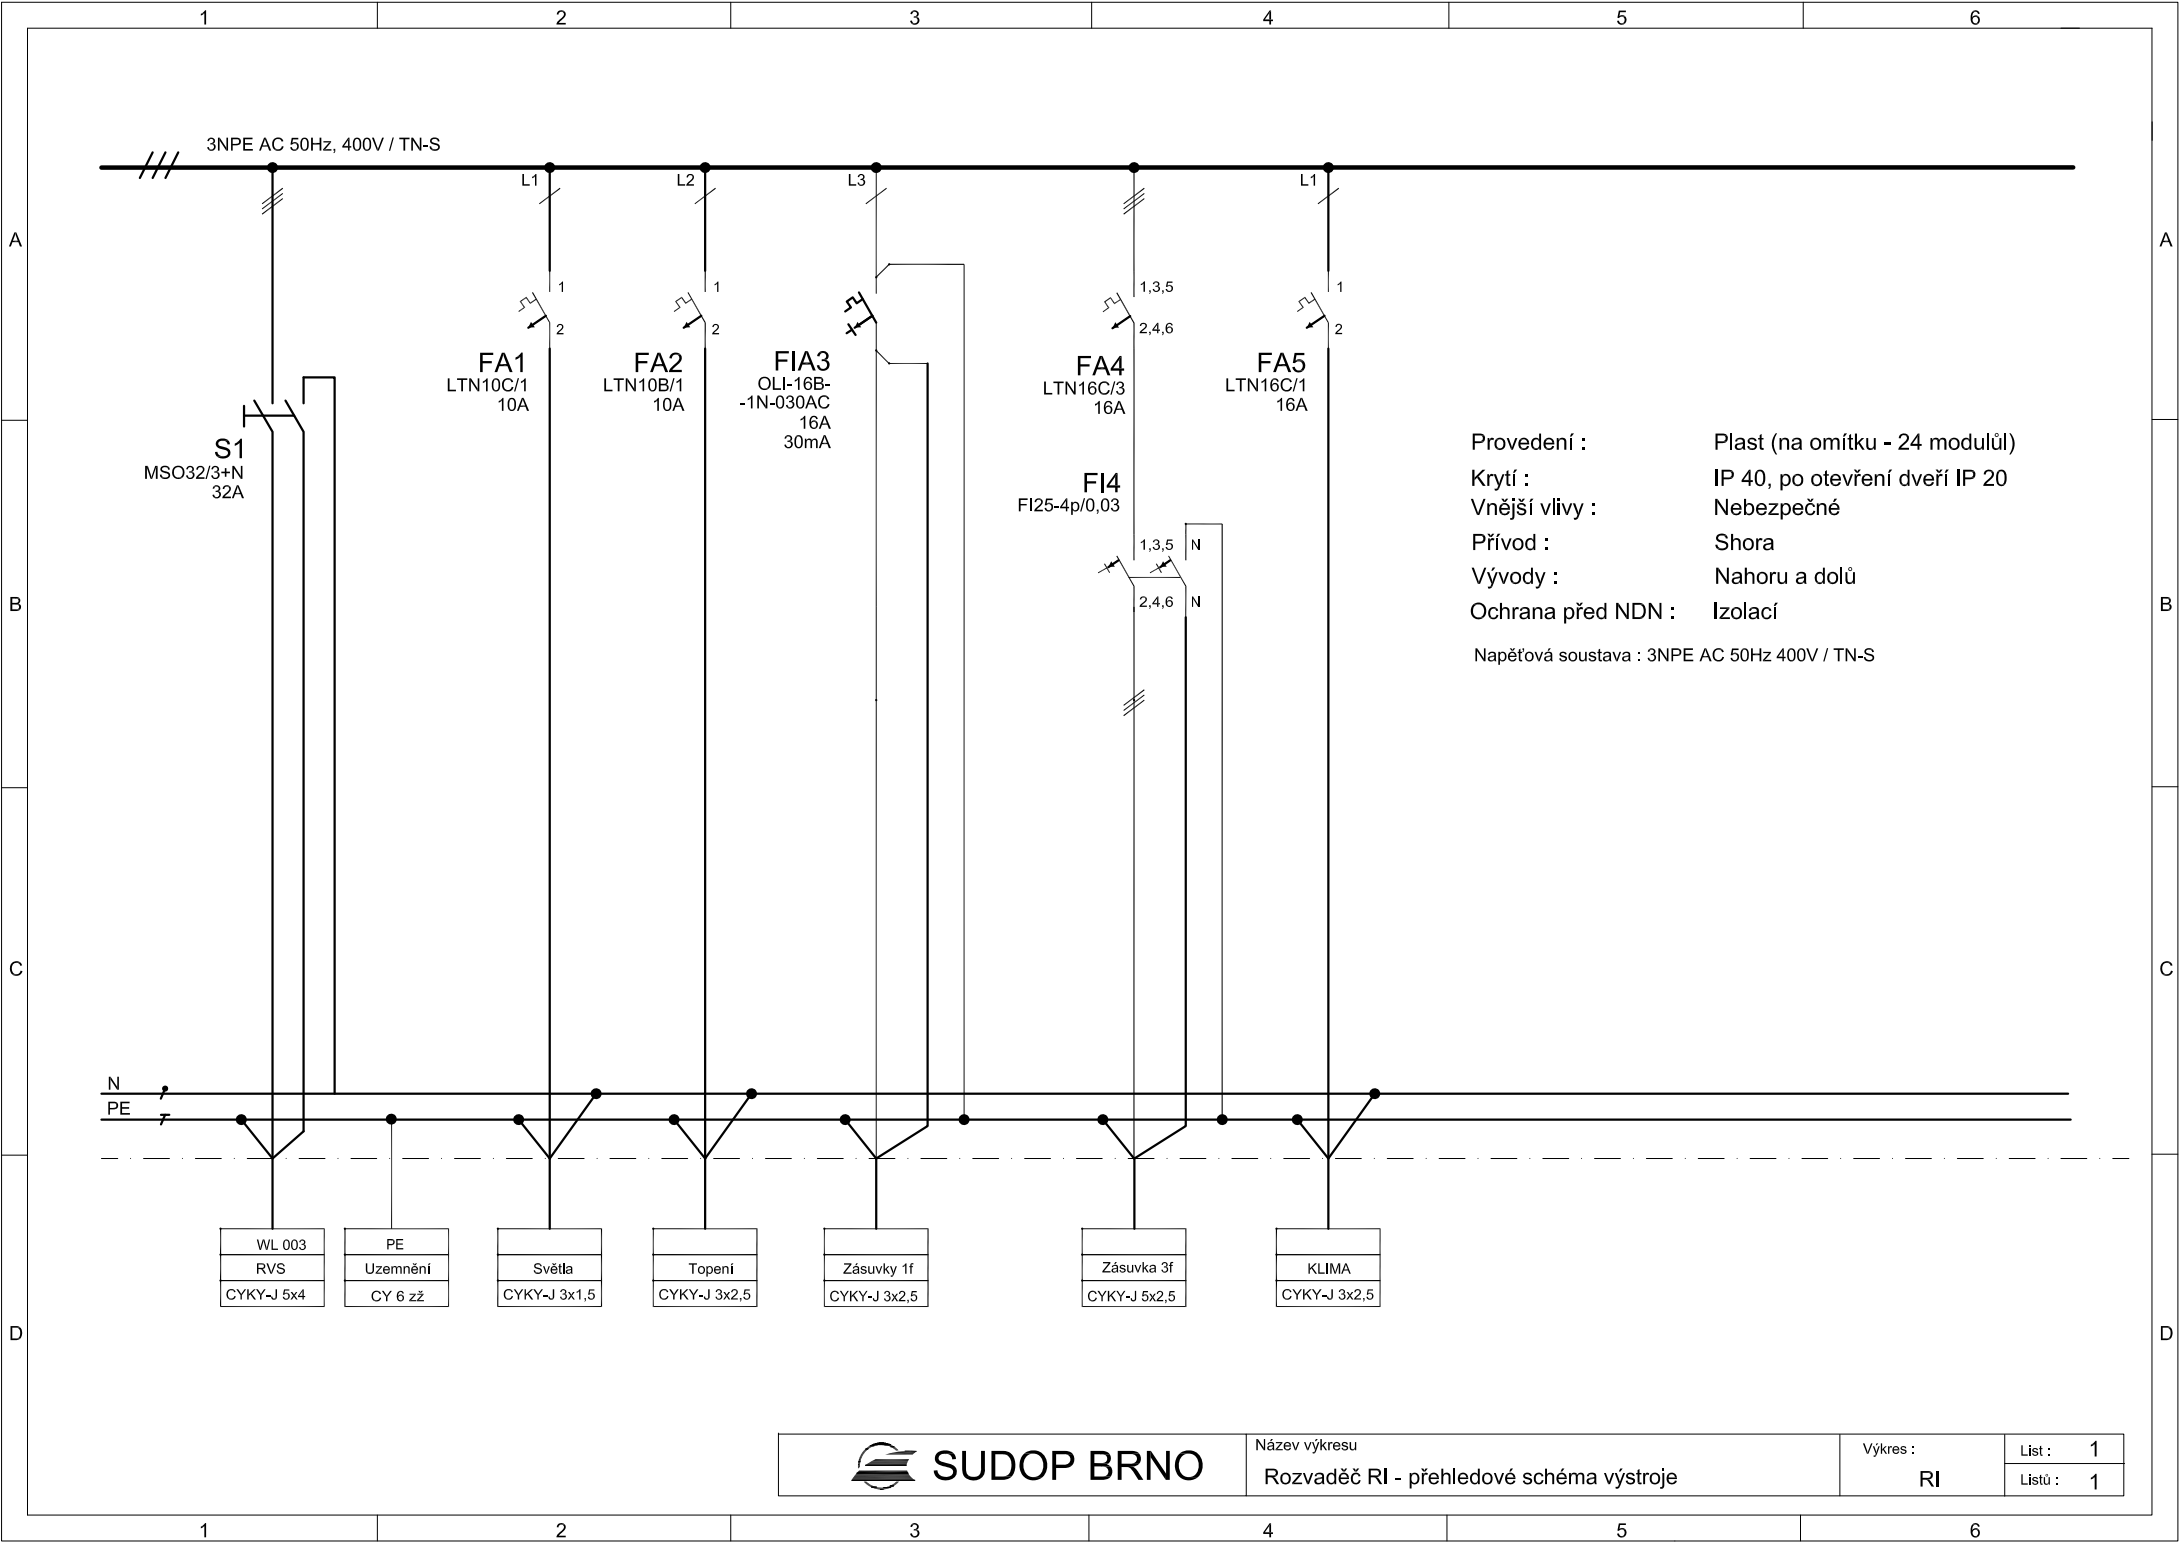 1 2 3 4 5 6
3NPE AC 50Hz, 400V / TN-S
L1 L2 L3 L1
A A
1 1 1,3,5 1
2 2 2,4,6 2
FA1
LTN10C/1
10A
FA2
LTN10B/1
10A
FIA3
OLI-16B-
-1N-030AC
16A
30mA
FA4
LTN16C/3
16A
FA5
LTN16C/1
16A
S1
MSO32/3+N
32A
FI4
FI25-4p/0,03
1,3,5 N
2,4,6 N
Provedení : Plast (na omítku - 24 modulůl)
Krytí : IP 40, po otevření dveří IP 20
Vnější vlivy : Nebezpečné
Přívod : Shora
Vývody : Nahoru a dolů
Ochrana před NDN : Izolací
Napěťová soustava : 3NPE AC 50Hz 400V / TN-S
B B
C C
N
PE
WL 003
RVS
CYKY-J 5x4
PE
Uzemnění
CY 6 zž
Světla
CYKY-J 3x1,5
Topení
CYKY-J 3x2,5
Zásuvky 1f
CYKY-J 3x2,5
Zásuvka 3f
CYKY-J 5x2,5
KLIMA
CYKY-J 3x2,5
D D
SUDOP BRNO
Název výkresu
Rozvaděč RI - přehledové schéma výstroje
Výkres :
RI
List : 1
Listů : 1
1 2 3 4 5 6